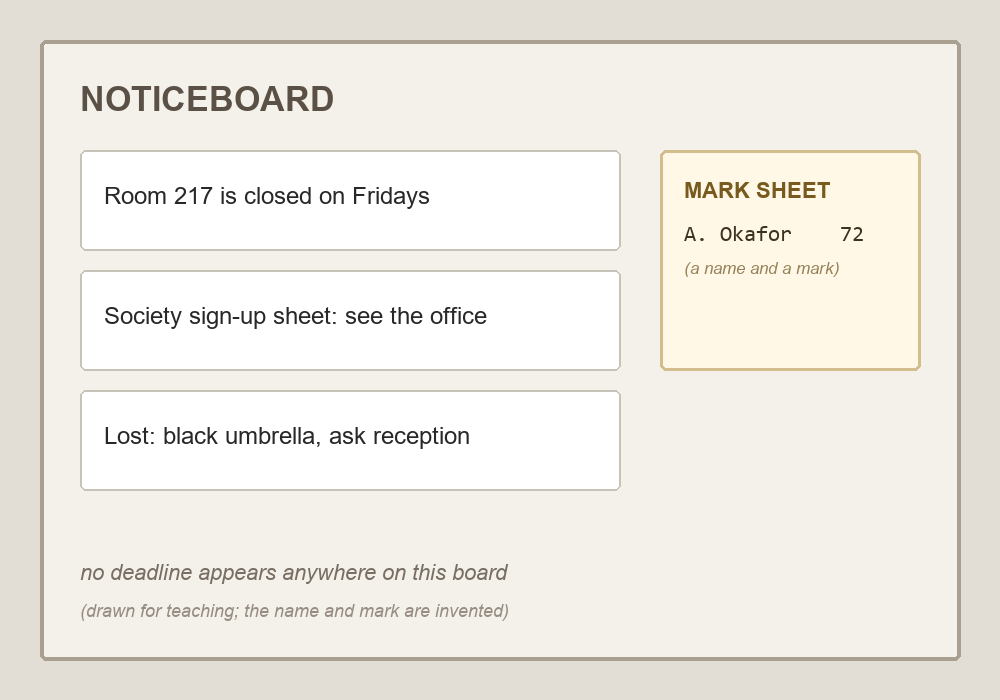 NOTICEBOARD
Room 217 is closed on Fridays
Society sign-up sheet: see the office
Lost: black umbrella, ask reception
MARK SHEET
A. Okafor 72
(a name and a mark)
no deadline appears anywhere on this board
(drawn for teaching; the name and mark are invented)